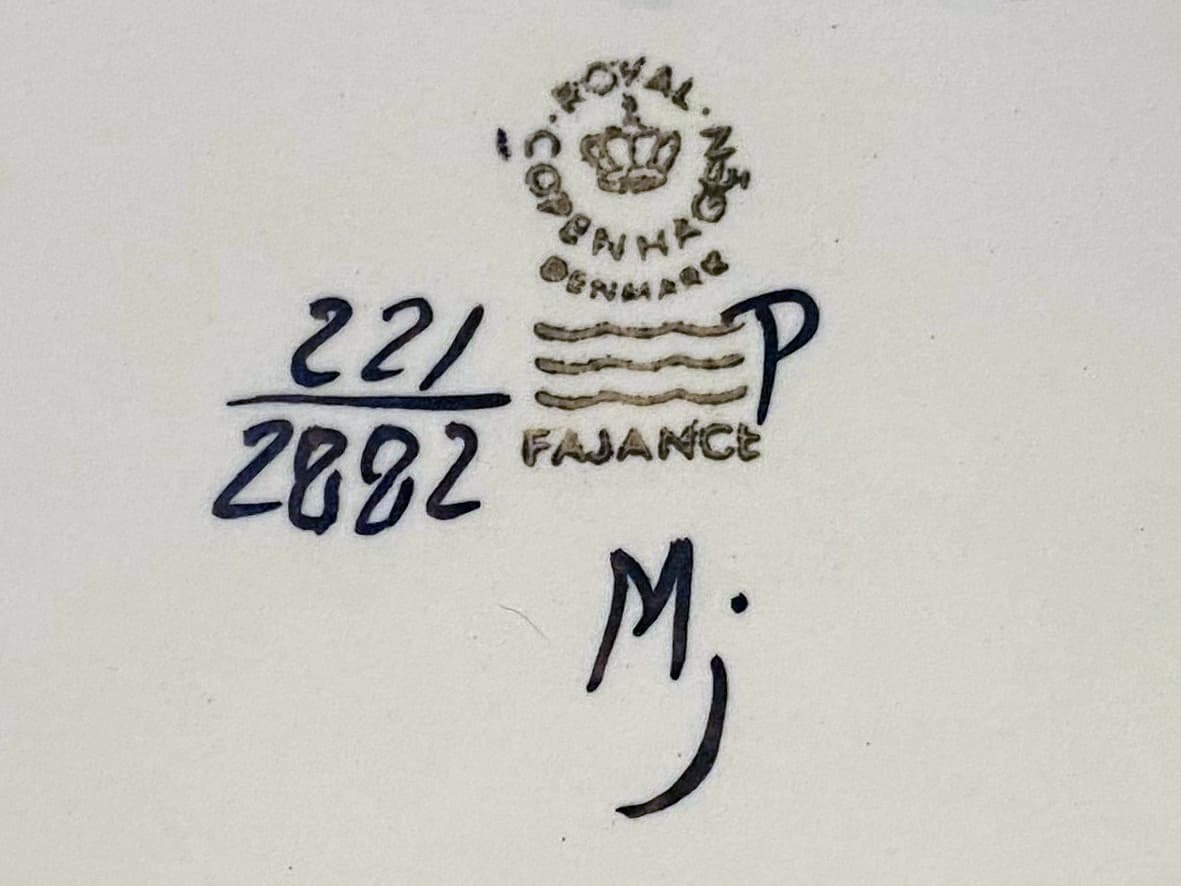 ROYAL · COPENHAGEN
DENMARK
221
2882
P
FAJANCE
Mj